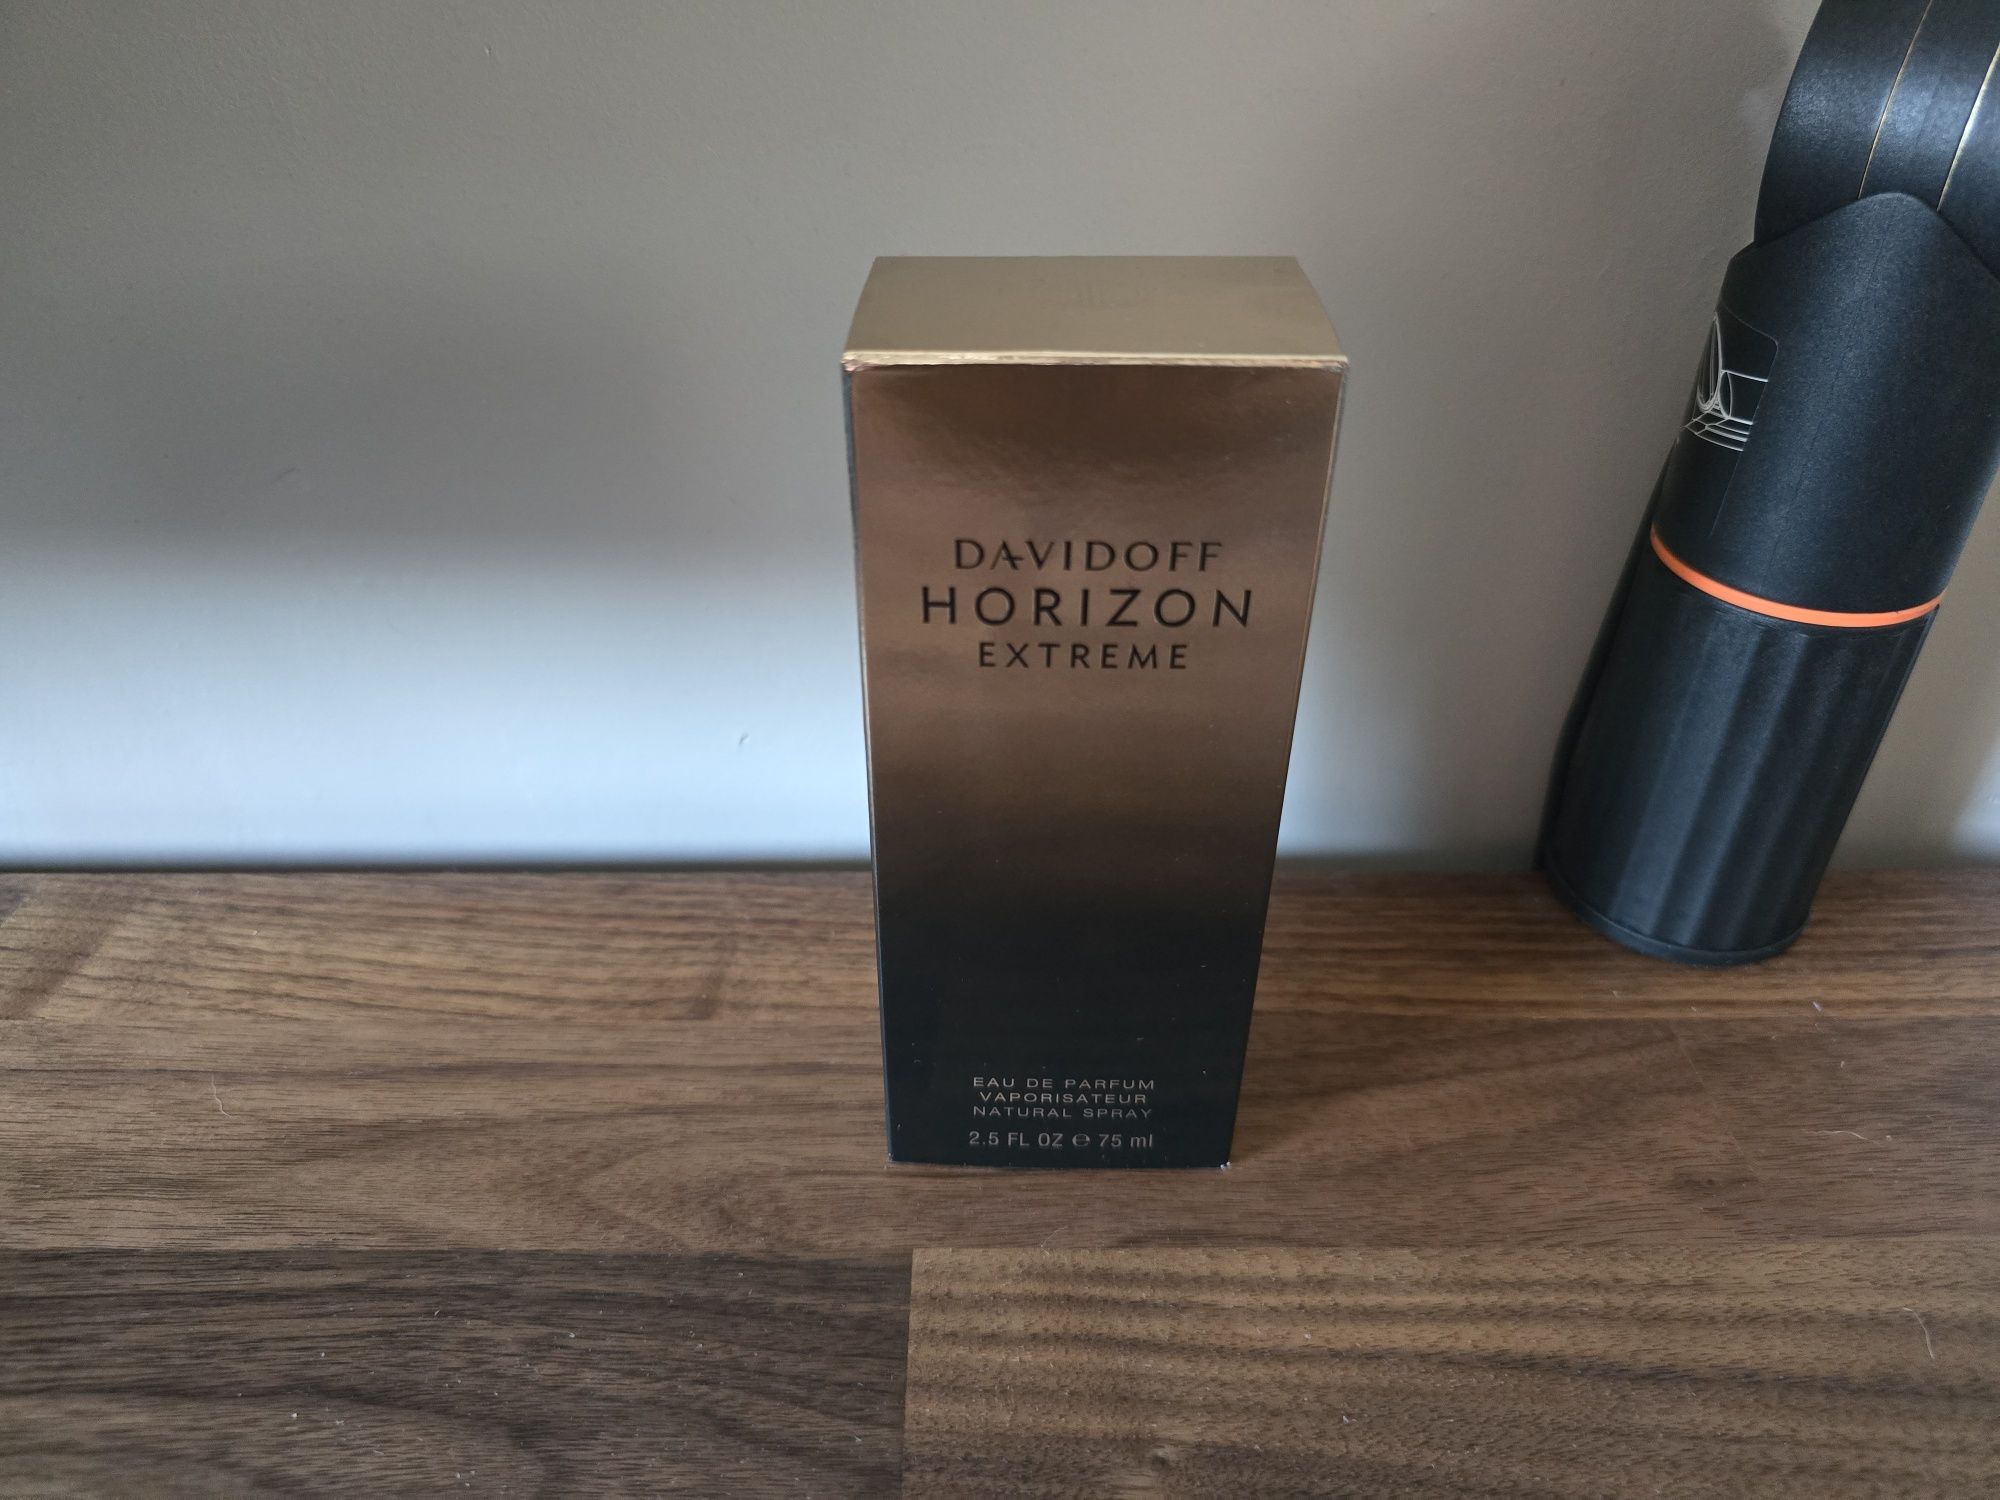 DAVIDOFF
HORIZON
EXTREME
EAU DE PARFUM
VAPORISATEUR
NATURAL SPRAY
2.5 FL OZ ℮ 75 ml